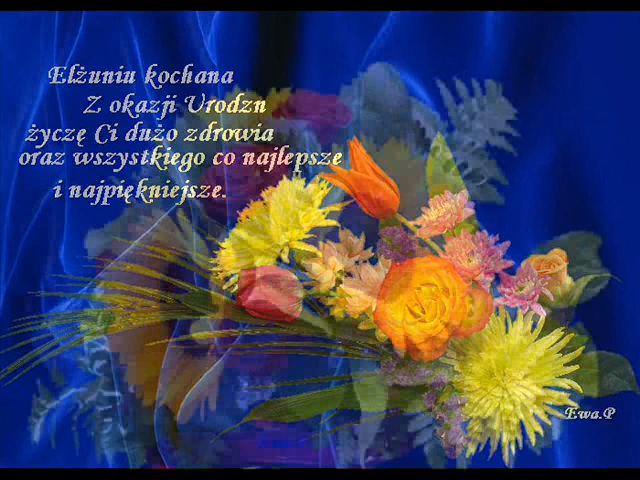 Elżuniu kochana
Z okazji Urodzn
życzę Ci dużo zdrowia
oraz wszystkiego co najlepsze
i najpiękniejsze.
Ewa.P